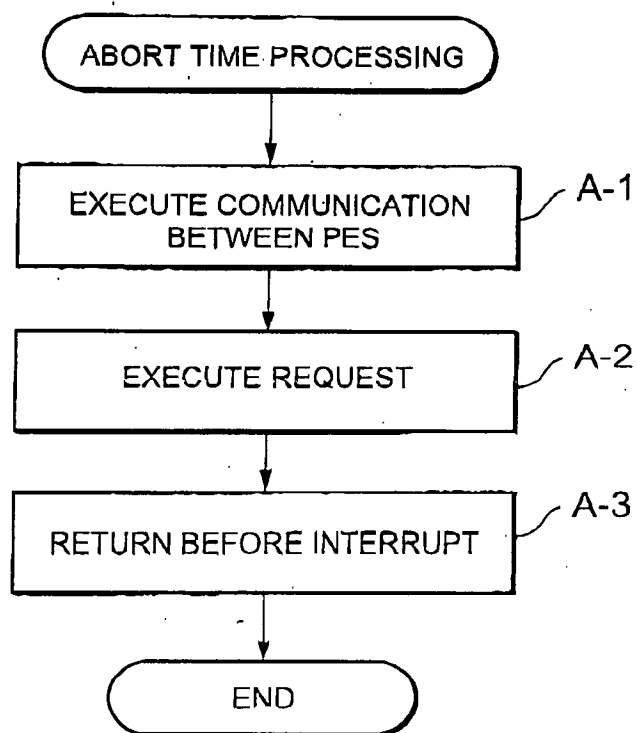 ABORT TIME PROCESSING
EXECUTE COMMUNICATION
BETWEEN PES
A-1
EXECUTE REQUEST
A-2
RETURN BEFORE INTERRUPT
A-3
END